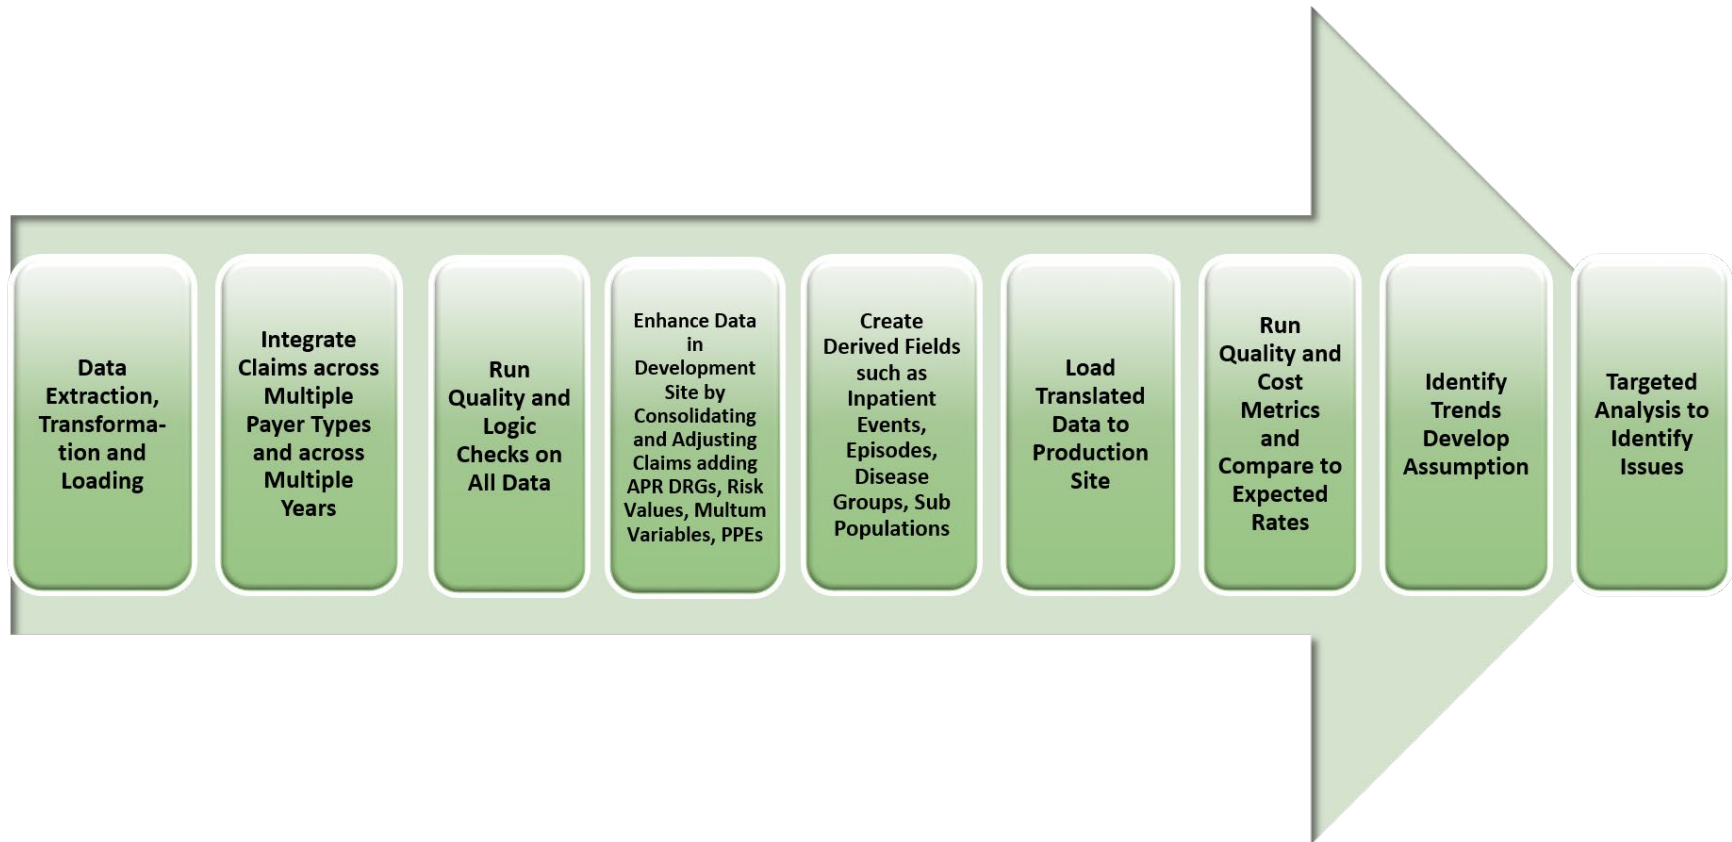 Data
Extraction,
Transforma-
tion and
Loading
Integrate
Claims across
Multiple
Payer Types
and across
Multiple
Years
Run
Quality and
Logic
Checks on
All Data
Enhance Data
in
Development
Site by
Consolidating
and Adjusting
Claims adding
APR DRGs, Risk
Values, Multum
Variables, PPEs
Create
Derived Fields
such as
Inpatient
Events,
Episodes,
Disease
Groups, Sub
Populations
Load
Translated
Data to
Production
Site
Run
Quality and
Cost
Metrics
and
Compare to
Expected
Rates
Identify
Trends
Develop
Assumption
Targeted
Analysis to
Identify
Issues